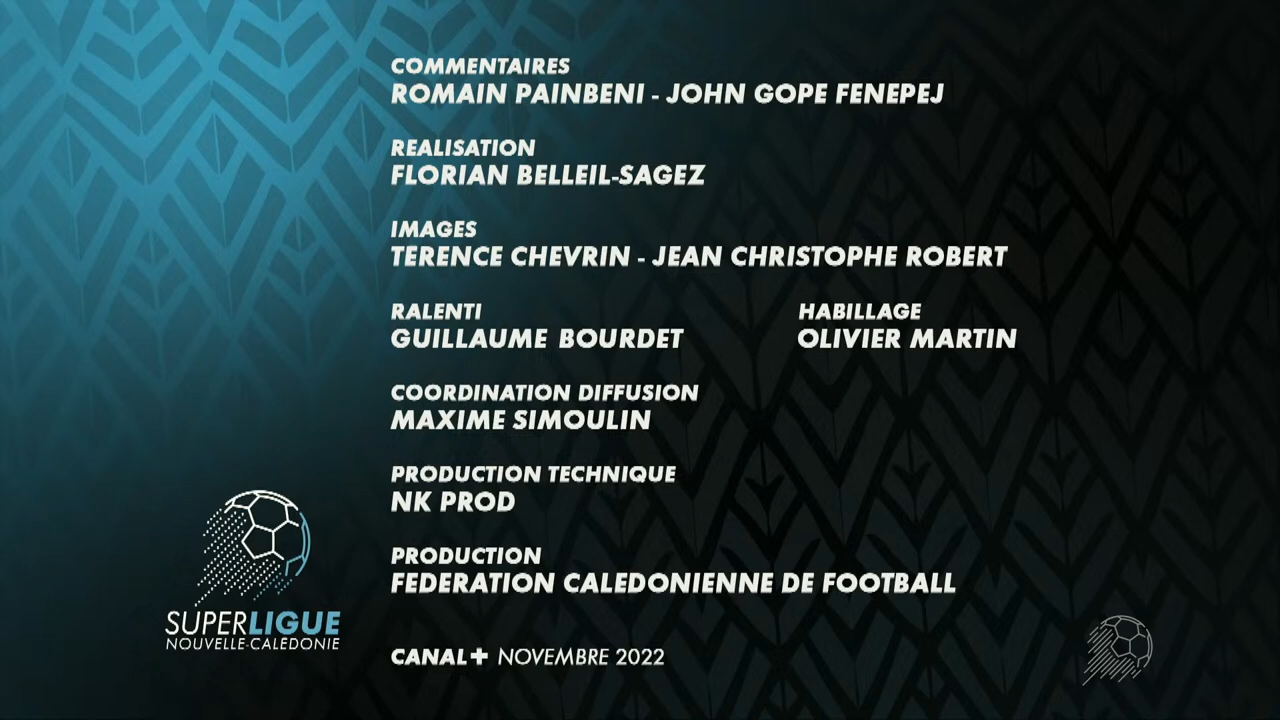 COMMENTAIRES
ROMAIN PAINBENI - JOHN GOPE FENEPEJ
REALISATION
FLORIAN BELLEIL-SAGEZ
IMAGES
TERENCE CHEVRIN - JEAN CHRISTOPHE ROBERT
RALENTI
GUILLAUME BOURDET
HABILLAGE
OLIVIER MARTIN
COORDINATION DIFFUSION
MAXIME SIMOULIN
PRODUCTION TECHNIQUE
NK PROD
PRODUCTION
FEDERATION CALEDONIENNE DE FOOTBALL
SUPERLIGUE
NOUVELLE-CALÉDONIE
CANAL+ NOVEMBRE 2022